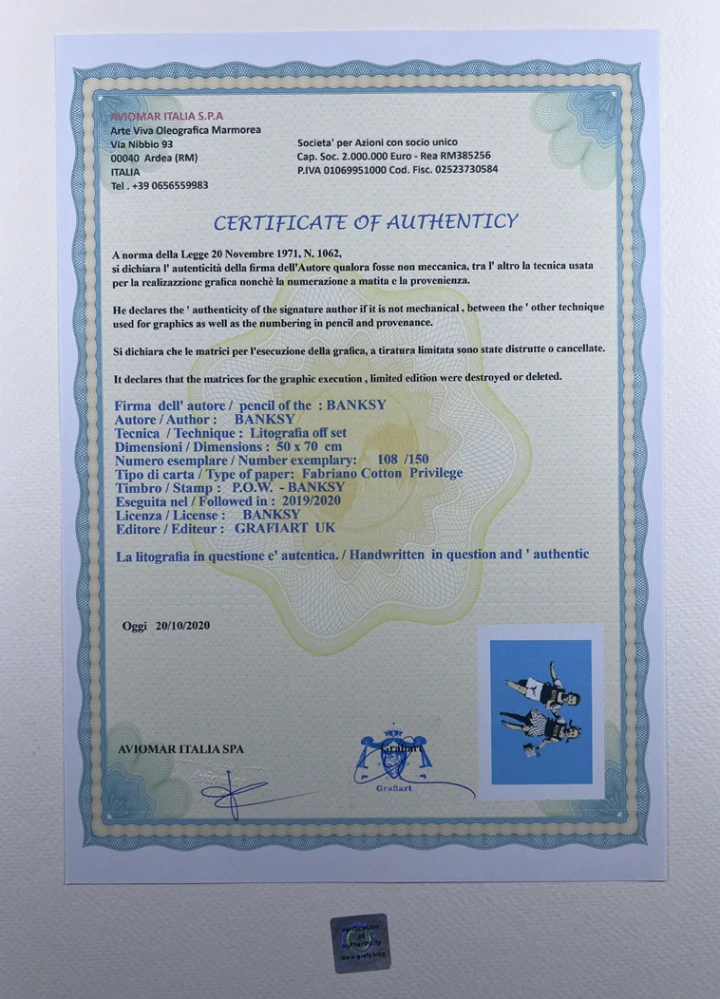 AVIOMAR ITALIA S.P.A
Arte Viva Oleografica Marmorea
Via Nibbio 93
00040 Ardea (RM)
ITALIA
Tel . +39 0656559983
Societa' per Azioni con socio unico
Cap. Soc. 2.000.000 Euro - Rea RM385256
P.IVA 01069951000 Cod. Fisc. 02523730584
CERTIFICATE OF AUTHENTICY
A norma della Legge 20 Novembre 1971, N. 1062,
si dichiara l' autenticità della firma dell'Autore qualora fosse non meccanica, tra l' altro la tecnica usata
per la realizazzione grafica nonchè la numerazione a matita e la provenienza.
He declares the ' authenticity of the signature author if it is not mechanical , between the ' other technique
used for graphics as well as the numbering in pencil and provenance.
Si dichiara che le matrici per l'esecuzione della grafica, a tiratura limitata sono state distrutte o cancellate.
It declares that the matrices for the graphic execution , limited edition were destroyed or deleted.
Firma dell' autore / pencil of the : BANKSY
Autore / Author : BANKSY
Tecnica / Technique : Litografia off set
Dimensioni / Dimensions : 50 x 70 cm
Numero esemplare / Number exemplary: 108 /150
Tipo di carta / Type of paper: Fabriano Cotton Privilege
Timbro / Stamp : P.O.W. - BANKSY
Eseguita nel / Followed in : 2019/2020
Licenza / License : BANKSY
Editore / Editeur : GRAFIART UK
La litografia in questione e' autentica. / Handwritten in question and ' authentic
Oggi 20/10/2020
AVIOMAR ITALIA SPA
Grafiart
Grafiart
verification
of
authenticity